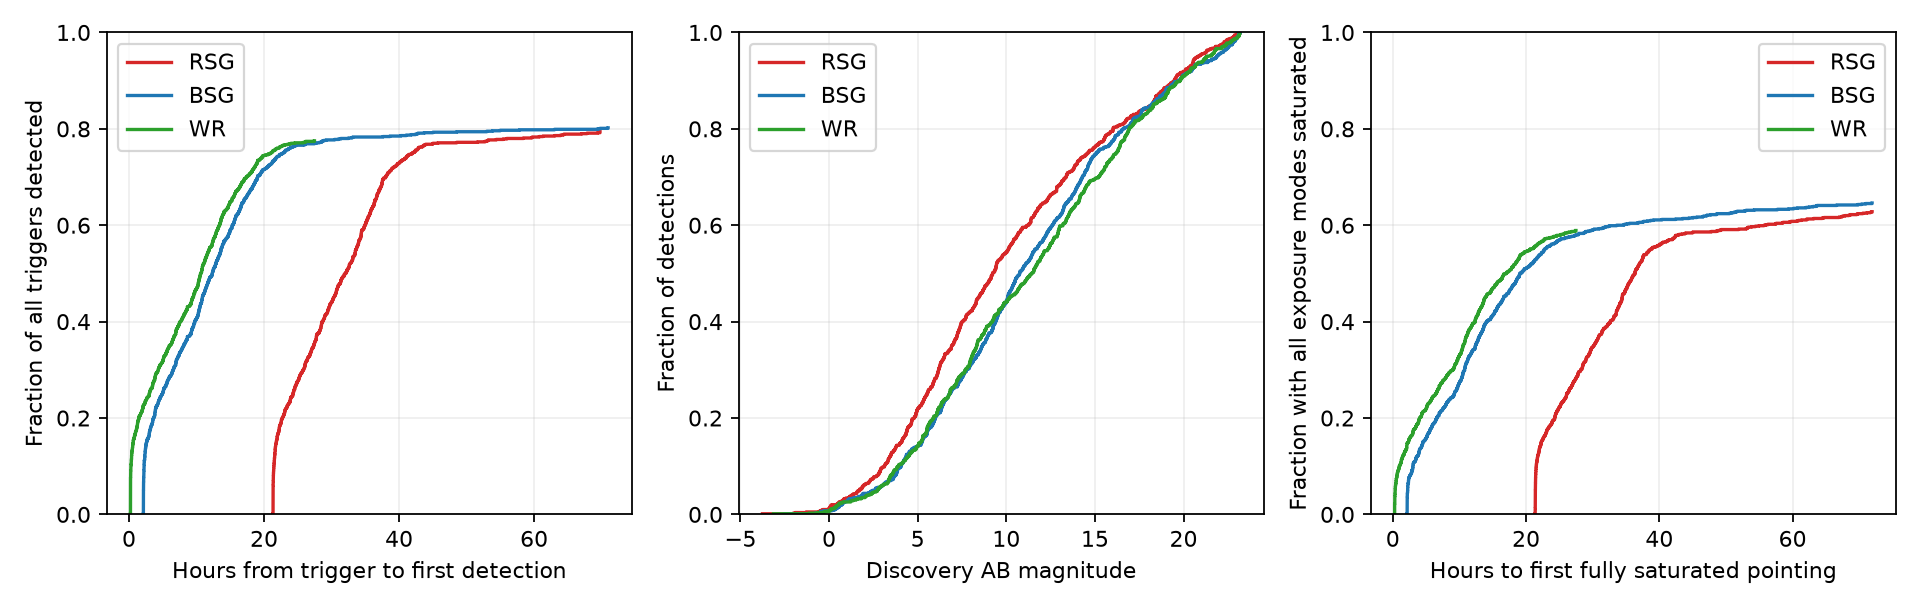 Fraction of all triggers detected
1.0
0.8
0.6
0.4
0.2
0.0
RSG
BSG
WR
0 20 40 60
Hours from trigger to first detection
Fraction of detections
1.0
0.8
0.6
0.4
0.2
0.0
RSG
BSG
WR
−5 0 5 10 15 20
Discovery AB magnitude
Fraction with all exposure modes saturated
1.0
0.8
0.6
0.4
0.2
0.0
RSG
BSG
WR
0 20 40 60
Hours to first fully saturated pointing